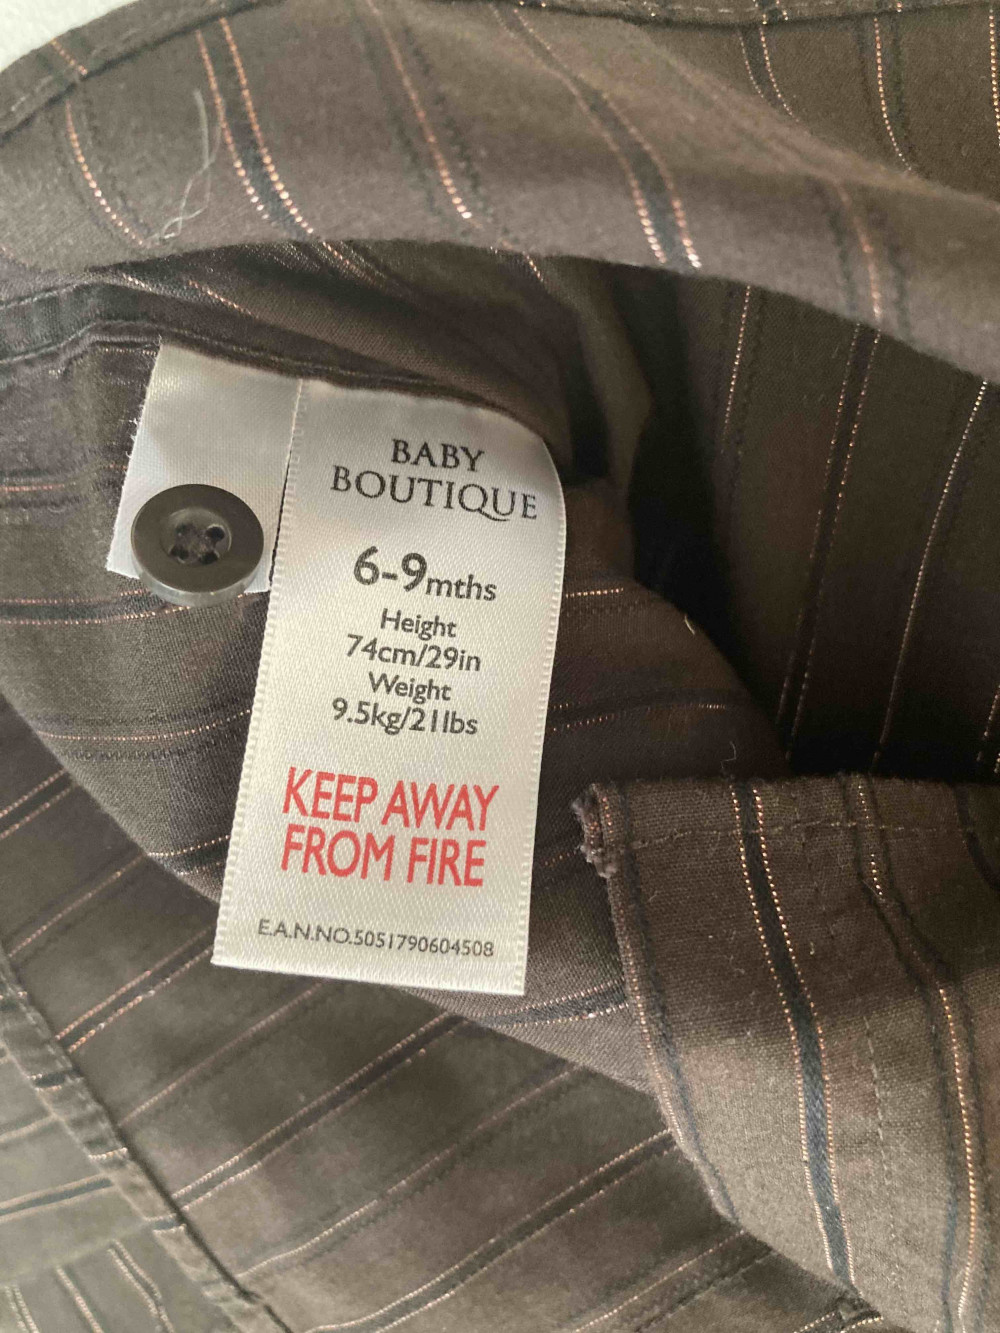 BABY
BOUTIQUE
6-9mths
Height
74cm/29in
Weight
9.5kg/21lbs
KEEP AWAY
FROM FIRE
E.A.N.NO.5051790604508